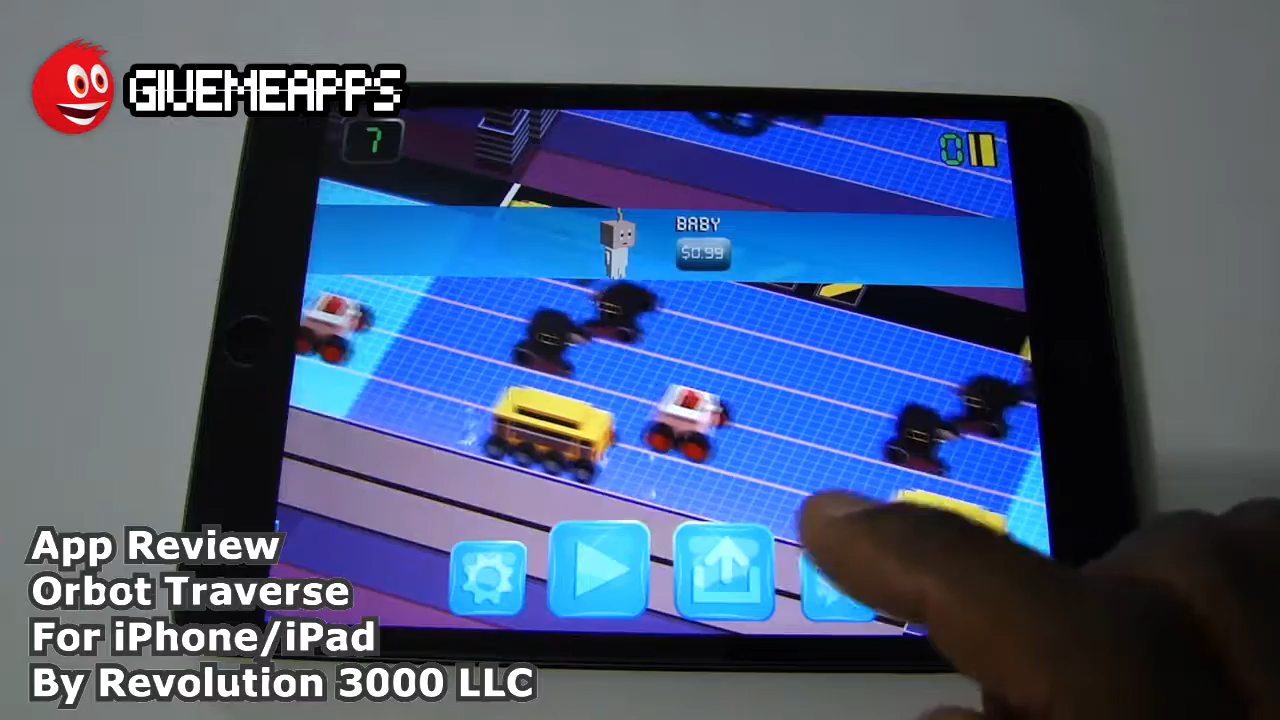 GIVEMEAPPS
7
0
BABY
$0.99
App Review
Orbot Traverse
For iPhone/iPad
By Revolution 3000 LLC